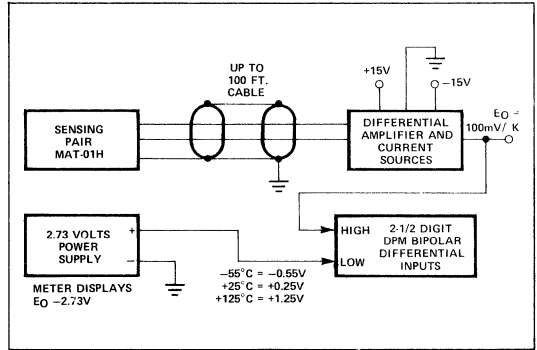 UP TO
100 FT.
CABLE
+15V
−15V
SENSING
PAIR
MAT-01H
DIFFERENTIAL
AMPLIFIER AND
CURRENT
SOURCES
EO =
100mV/ K
2.73 VOLTS
POWER
SUPPLY
+
−
HIGH
LOW
2-1/2 DIGIT
DPM BIPOLAR
DIFFERENTIAL
INPUTS
−55°C = −0.55V
+25°C = +0.25V
+125°C = +1.25V
METER DISPLAYS
EO −2.73V